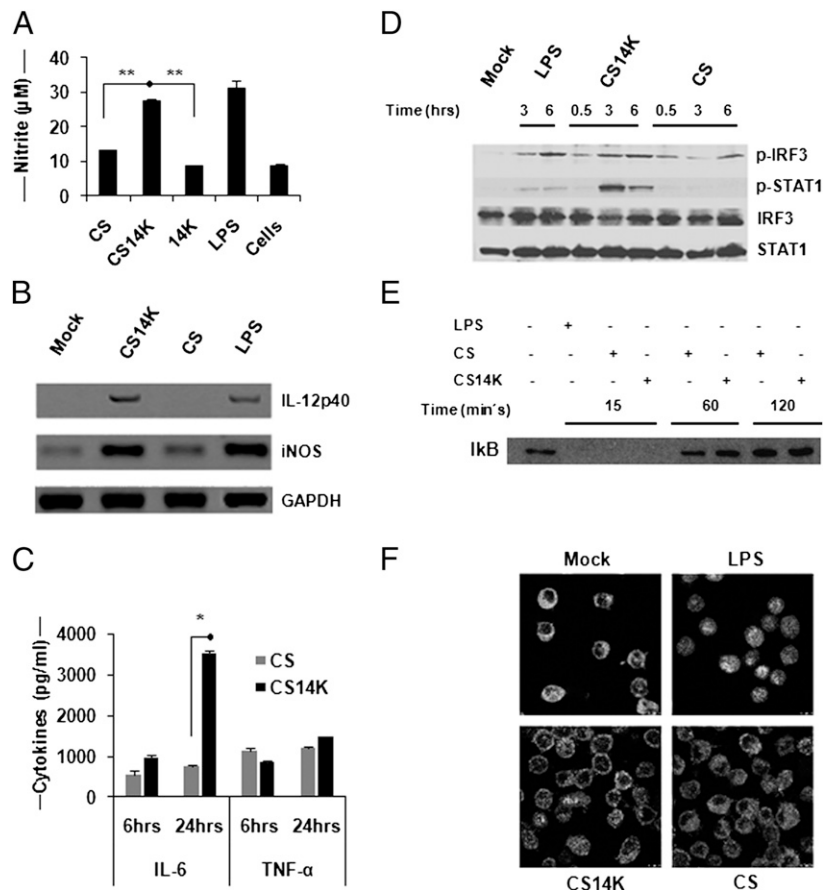 A
Nitrite (µM)
40
30
20
10
0
** **
CS CS14K 14K LPS Cells
B
Mock CS14K CS LPS
IL-12p40
iNOS
GAPDH
C
Cytokines (pg/ml)
4000
3000
2000
1000
0
*
CS
CS14K
6hrs 24hrs 6hrs 24hrs
IL-6 TNF-α
D
Mock LPS CS14K CS
Time (hrs) 3 6 0.5 3 6 0.5 3 6
p-IRF3
p-STAT1
IRF3
STAT1
E
LPS - + - - - - - -
CS - - + - + - + -
CS14K - - - + - + - +
Time (min´s) 15 60 120
IkB
F
Mock LPS
CS14K CS